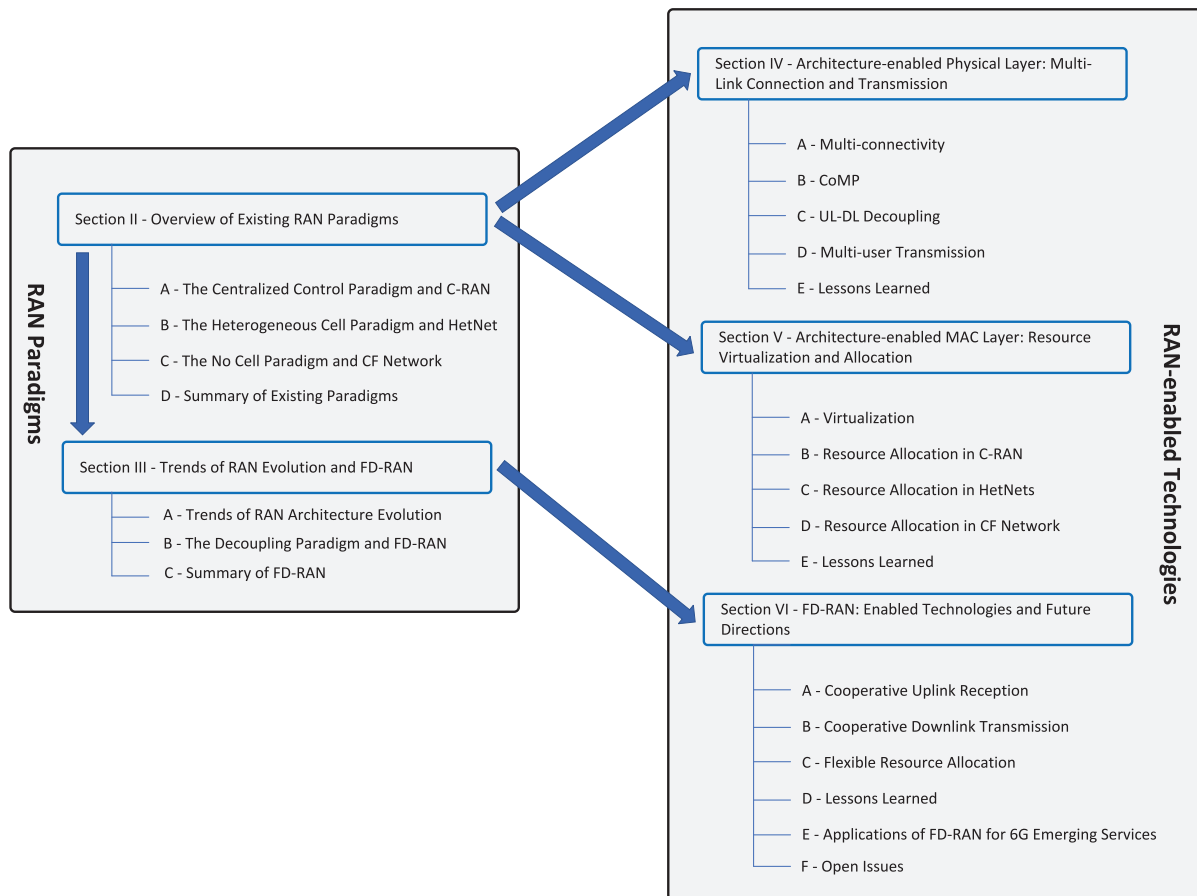 RAN Paradigms
Section II - Overview of Existing RAN Paradigms
A - The Centralized Control Paradigm and C-RAN
B - The Heterogeneous Cell Paradigm and HetNet
C - The No Cell Paradigm and CF Network
D - Summary of Existing Paradigms
Section III - Trends of RAN Evolution and FD-RAN
A - Trends of RAN Architecture Evolution
B - The Decoupling Paradigm and FD-RAN
C - Summary of FD-RAN
RAN-enabled Technologies
Section IV - Architecture-enabled Physical Layer: Multi-
Link Connection and Transmission
A - Multi-connectivity
B - CoMP
C - UL-DL Decoupling
D - Multi-user Transmission
E - Lessons Learned
Section V - Architecture-enabled MAC Layer: Resource
Virtualization and Allocation
A - Virtualization
B - Resource Allocation in C-RAN
C - Resource Allocation in HetNets
D - Resource Allocation in CF Network
E - Lessons Learned
Section VI - FD-RAN: Enabled Technologies and Future
Directions
A - Cooperative Uplink Reception
B - Cooperative Downlink Transmission
C - Flexible Resource Allocation
D - Lessons Learned
E - Applications of FD-RAN for 6G Emerging Services
F - Open Issues